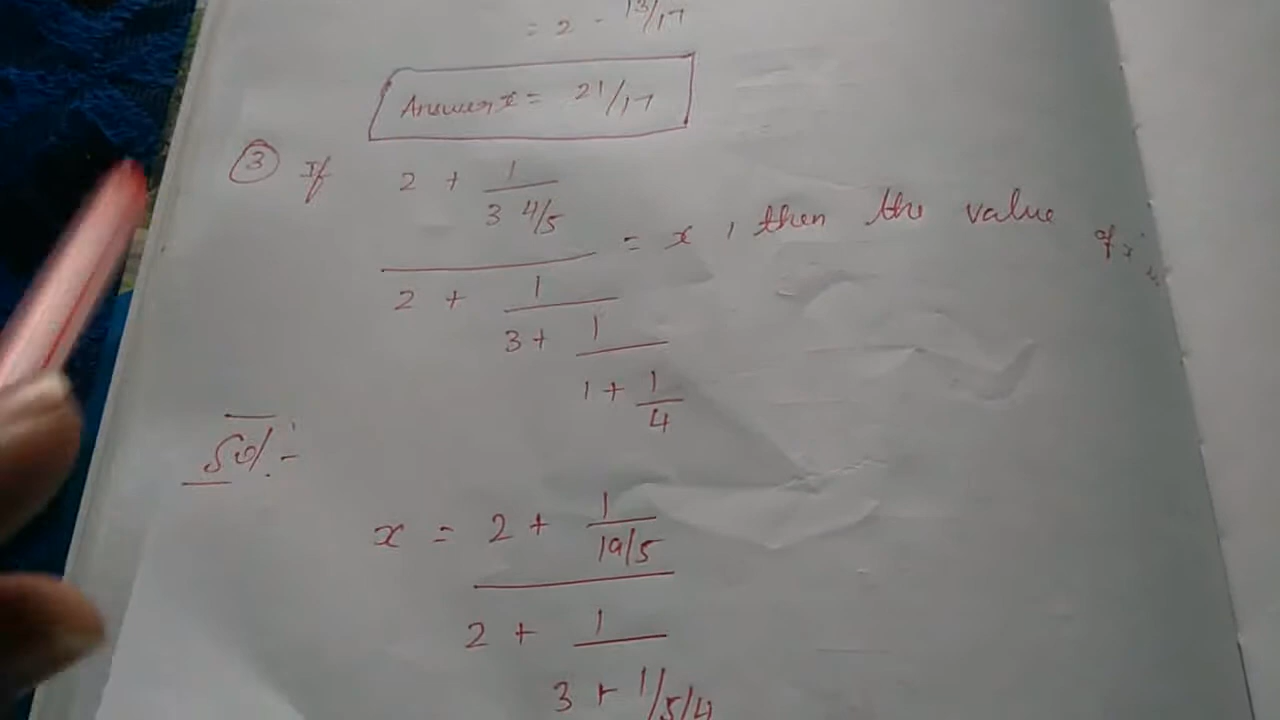 = 2 - 13/17
Answer x = 21/17
③ If 2 + 1
3 4/5
= x , then the value of x is
2 + 1
3 + 1
1 + 1
4
Sol:-
x = 2 + 1
19/5
2 + 1
3 + 1/5/4